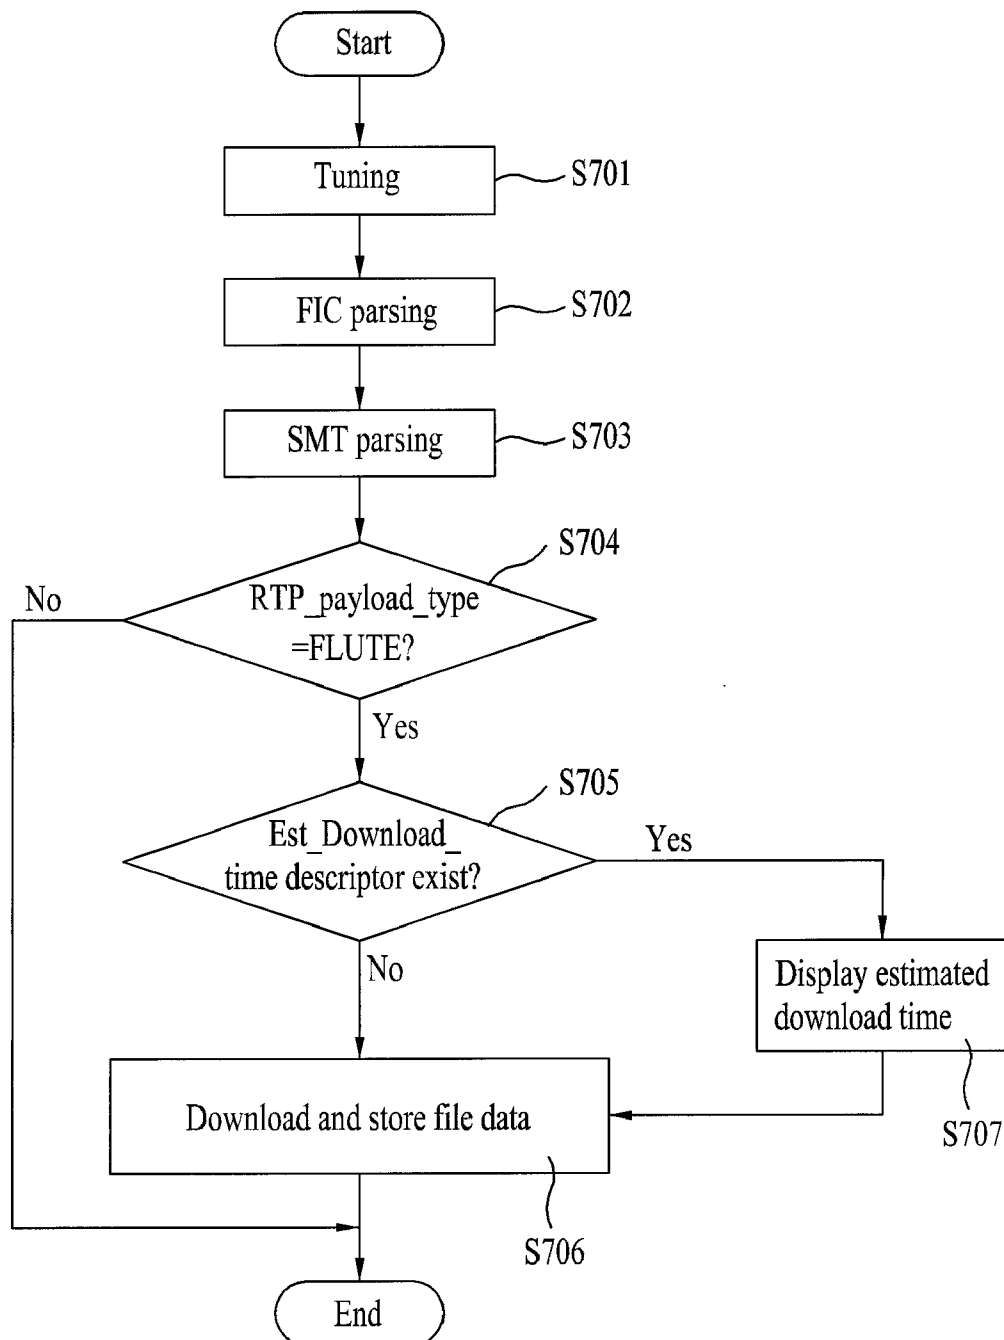 Start
Tuning
S701
FIC parsing
S702
SMT parsing
S703
S704
RTP_payload_type
=FLUTE?
No
Yes
S705
Est_Download_
time descriptor exist?
Yes
No
Display estimated
download time
S707
Download and store file data
S706
End